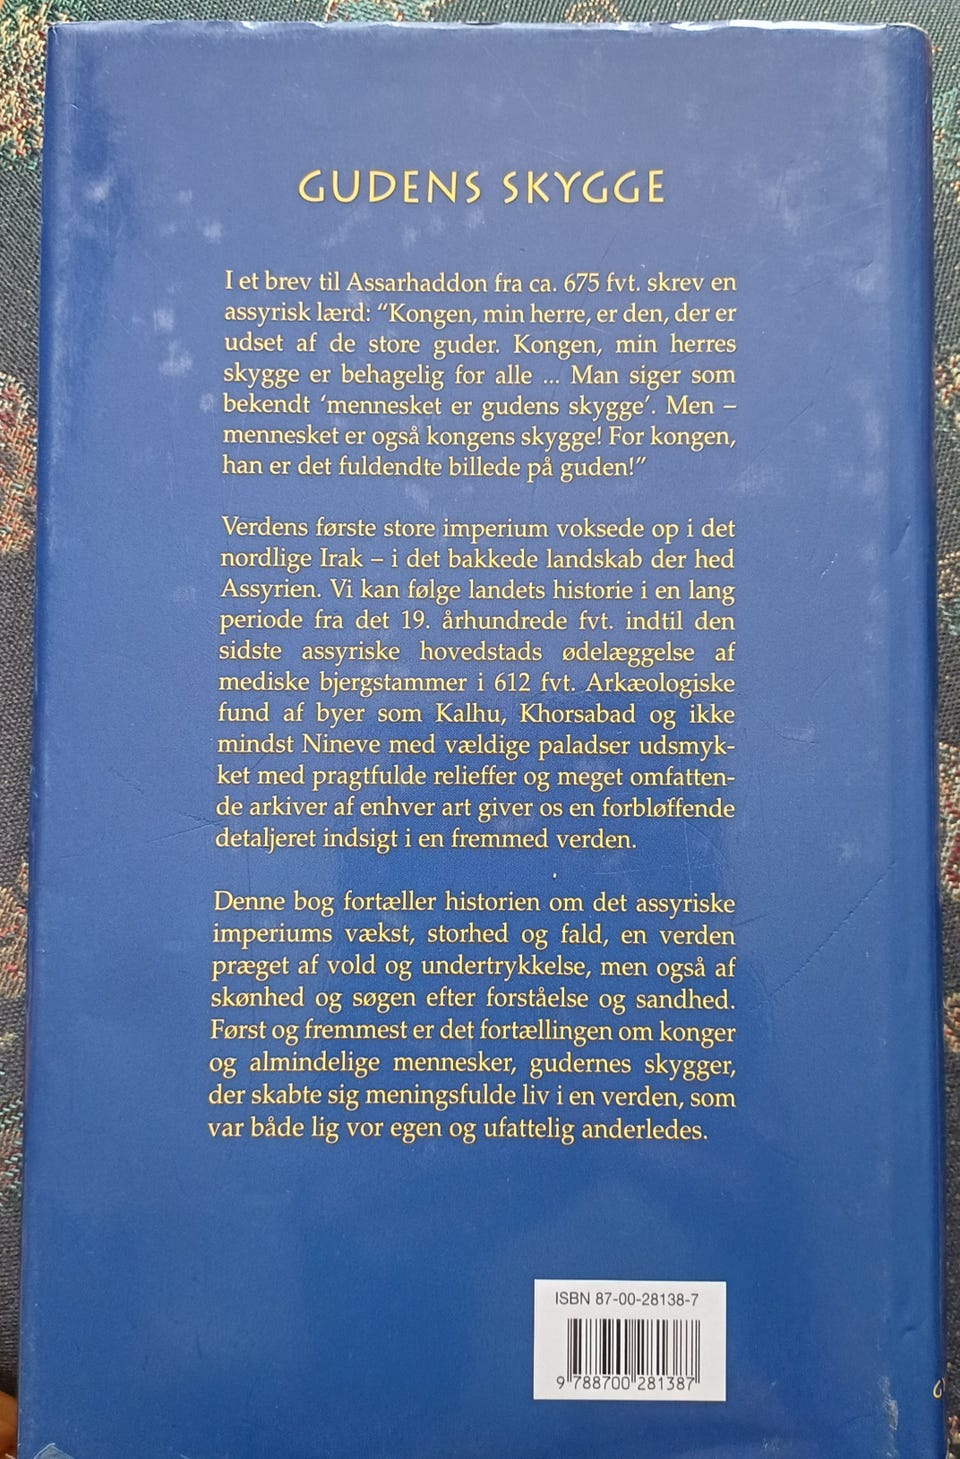 GUDENS SKYGGE
I et brev til Assarhaddon fra ca. 675 fvt. skrev en
assyrisk lærd: "Kongen, min herre, er den, der er
udset af de store guder. Kongen, min herres
skygge er behagelig for alle ... Man siger som
bekendt 'mennesket er gudens skygge'. Men –
mennesket er også kongens skygge! For kongen,
han er det fuldendte billede på guden!"
Verdens første store imperium voksede op i det
nordlige Irak – i det bakkede landskab der hed
Assyrien. Vi kan følge landets historie i en lang
periode fra det 19. århundrede fvt. indtil den
sidste assyriske hovedstads ødelæggelse af
mediske bjergstammer i 612 fvt. Arkæologiske
fund af byer som Kalhu, Khorsabad og ikke
mindst Nineve med vældige paladser udsmyk-
ket med pragtfulde relieffer og meget omfatten-
de arkiver af enhver art giver os en forbløffende
detaljeret indsigt i en fremmed verden.
Denne bog fortæller historien om det assyriske
imperiums vækst, storhed og fald, en verden
præget af vold og undertrykkelse, men også af
skønhed og søgen efter forståelse og sandhed.
Først og fremmest er det fortællingen om konger
og almindelige mennesker, gudernes skygger,
der skabte sig meningsfulde liv i en verden, som
var både lig vor egen og ufattelig anderledes.
ISBN 87-00-28138-7
9 788700 281387